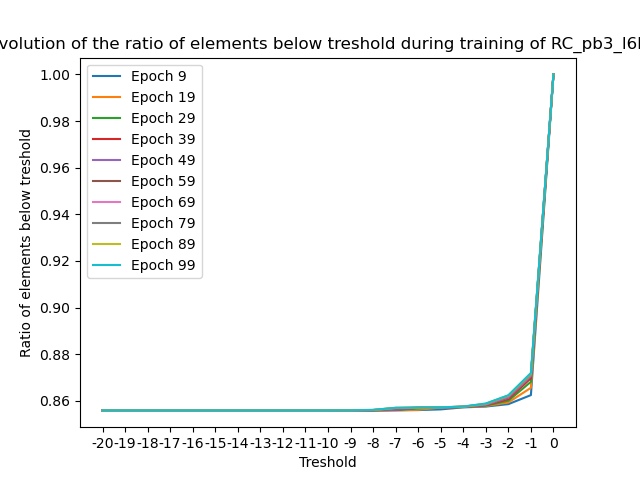 volution of the ratio of elements below treshold during training of RC_pb3_l6
1.00
0.98
0.96
0.94
0.92
0.90
0.88
0.86
Ratio of elements below treshold
Epoch 9
Epoch 19
Epoch 29
Epoch 39
Epoch 49
Epoch 59
Epoch 69
Epoch 79
Epoch 89
Epoch 99
-20 -19 -18 -17 -16 -15 -14 -13 -12 -11 -10 -9 -8 -7 -6 -5 -4 -3 -2 -1 0
Treshold